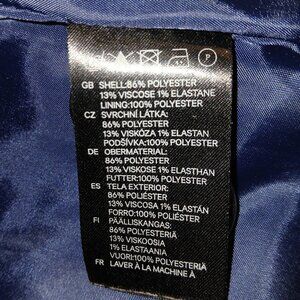 P
GB SHELL:86% POLYESTER
13% VISCOSE 1% ELASTANE
LINING:100% POLYESTER
CZ SVRCHNÍ LÁTKA:
86% POLYESTER
13% VISKÓZA 1% ELASTAN
PODŠÍVKA:100% POLYESTER
DE OBERMATERIAL:
86% POLYESTER
13% VISKOSE 1% ELASTHAN
FUTTER:100% POLYESTER
ES TELA EXTERIOR:
86% POLIÉSTER
13% VISCOSA 1% ELASTÁN
FORRO:100% POLIÉSTER
FI PÄÄLLISKANGAS:
86% POLYESTERIÄ
13% VISKOOSIA
1% ELASTAANIA
VUORI:100% POLYESTERIÄ
FR LAVER À LA MACHINE À